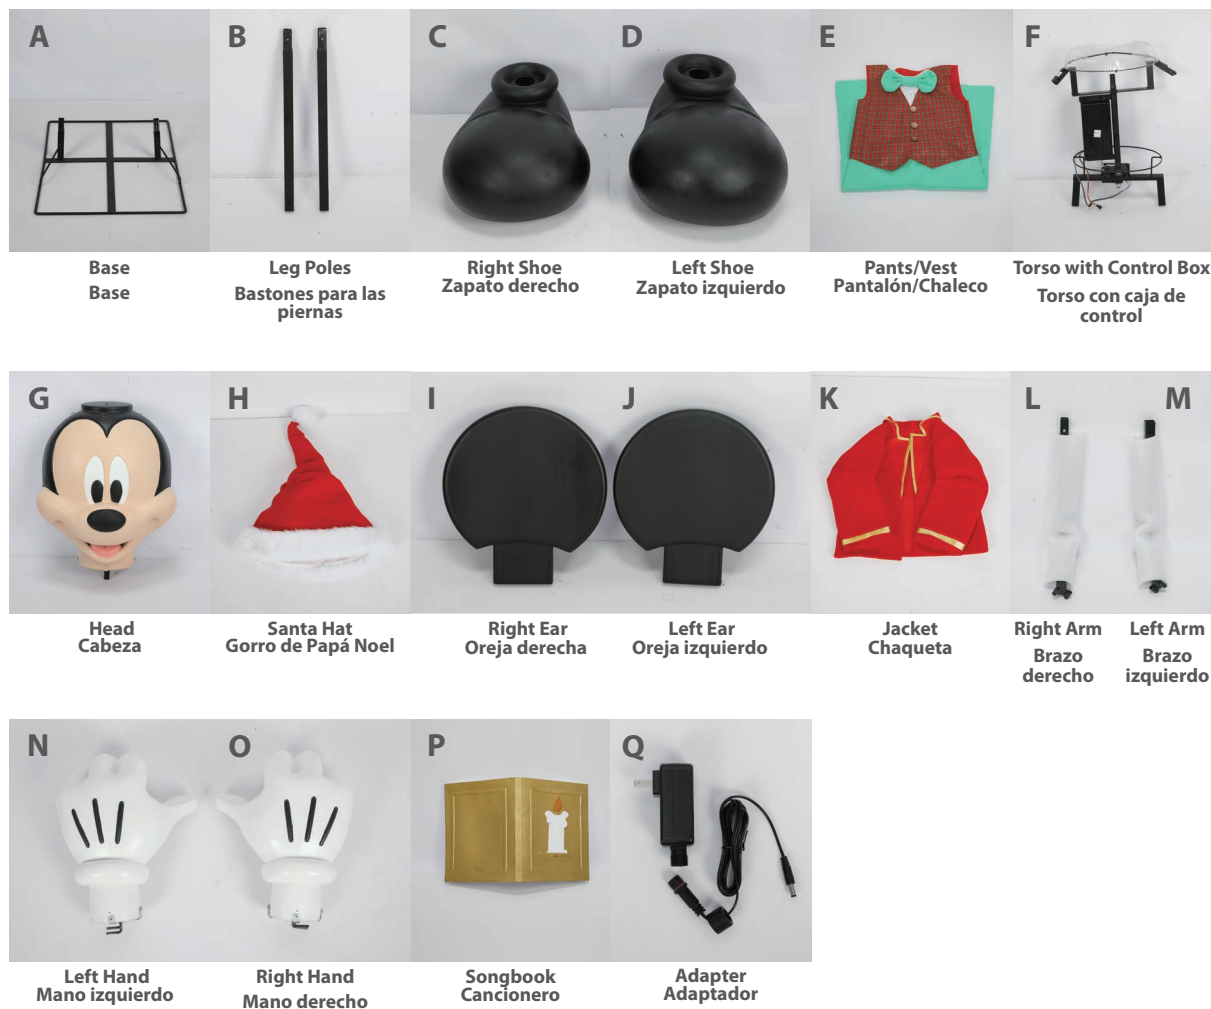 A
B
C
D
E
F
Base
Base
Leg Poles
Bastones para las
piernas
Right Shoe
Zapato derecho
Left Shoe
Zapato izquierdo
Pants/Vest
Pantalón/Chaleco
Torso with Control Box
Torso con caja de
control
G
H
I
J
K
L
M
Head
Cabeza
Santa Hat
Gorro de Papá Noel
Right Ear
Oreja derecha
Left Ear
Oreja izquierdo
Jacket
Chaqueta
Right Arm
Brazo
derecho
Left Arm
Brazo
izquierdo
N
O
P
Q
Left Hand
Mano izquierdo
Right Hand
Mano derecho
Songbook
Cancionero
Adapter
Adaptador